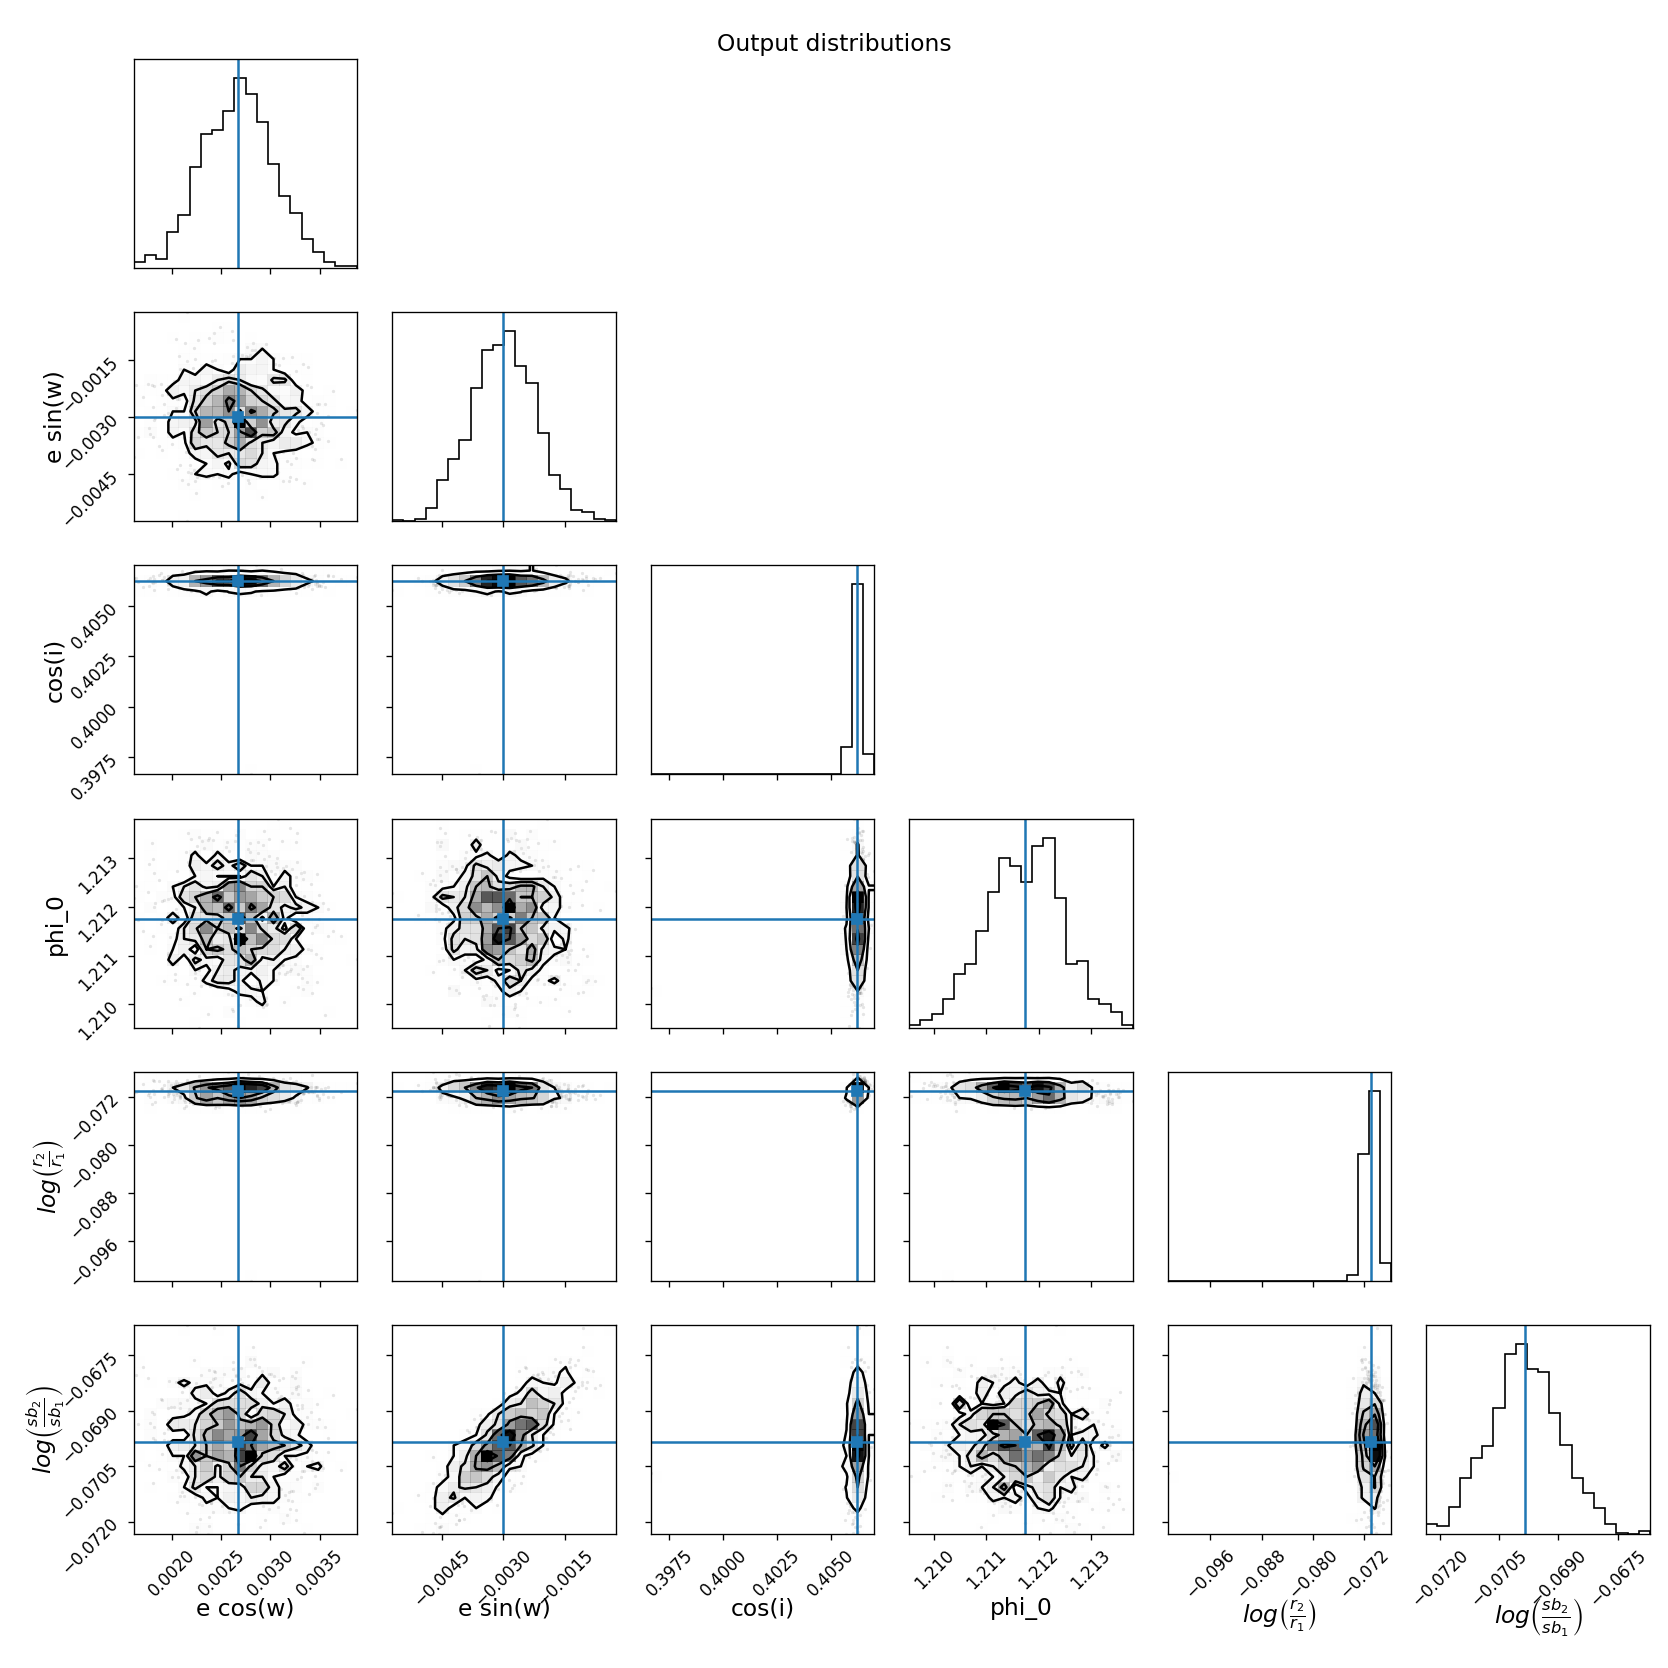 Output distributions
e sin(w)
−0.0015
−0.0030
−0.0045
cos(i)
0.4050
0.4025
0.4000
0.3975
phi_0
1.213
1.212
1.211
1.210
log(r₂/r₁)
−0.072
−0.080
−0.088
−0.096
log(sb₂/sb₁)
−0.0675
−0.0690
−0.0705
−0.0720
0.0020 0.0025 0.0030 0.0035
e cos(w)
−0.0045 −0.0030 −0.0015
e sin(w)
0.3975 0.4000 0.4025 0.4050
cos(i)
1.210 1.211 1.212 1.213
phi_0
−0.096 −0.088 −0.080 −0.072
log(r₂/r₁)
−0.0720 −0.0705 −0.0690 −0.0675
log(sb₂/sb₁)